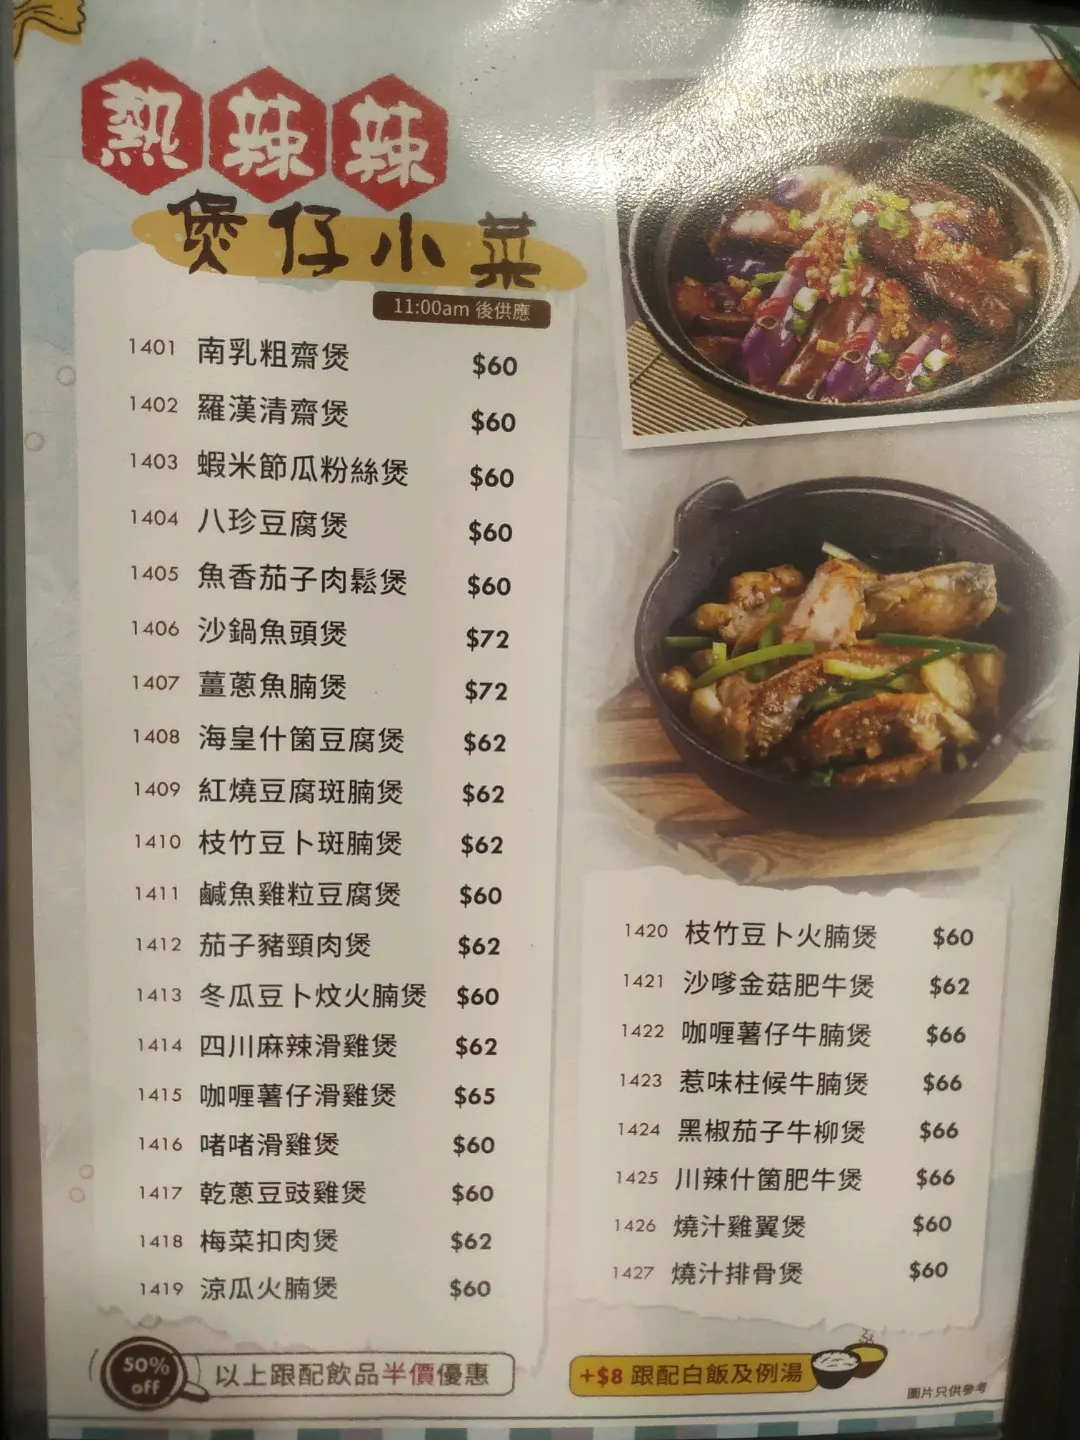 熱辣辣
煲仔小菜
11:00am 後供應
1401 南乳粗齋煲 $60
1402 羅漢清齋煲 $60
1403 蝦米節瓜粉絲煲 $60
1404 八珍豆腐煲 $60
1405 魚香茄子肉鬆煲 $60
1406 沙鍋魚頭煲 $72
1407 薑蔥魚腩煲 $72
1408 海皇什菌豆腐煲 $62
1409 紅燒豆腐斑腩煲 $62
1410 枝竹豆卜斑腩煲 $62
1411 鹹魚雞粒豆腐煲 $60
1412 茄子豬頸肉煲 $62
1413 冬瓜豆卜炆火腩煲 $60
1414 四川麻辣滑雞煲 $62
1415 咖喱薯仔滑雞煲 $65
1416 啫啫滑雞煲 $60
1417 乾蔥豆豉雞煲 $60
1418 梅菜扣肉煲 $62
1419 涼瓜火腩煲 $60
1420 枝竹豆卜火腩煲 $60
1421 沙嗲金菇肥牛煲 $62
1422 咖喱薯仔牛腩煲 $66
1423 惹味柱候牛腩煲 $66
1424 黑椒茄子牛柳煲 $66
1425 川辣什菌肥牛煲 $66
1426 燒汁雞翼煲 $60
1427 燒汁排骨煲 $60
50% off
以上跟配飲品半價優惠
+$8 跟配白飯及例湯
圖片只供參考